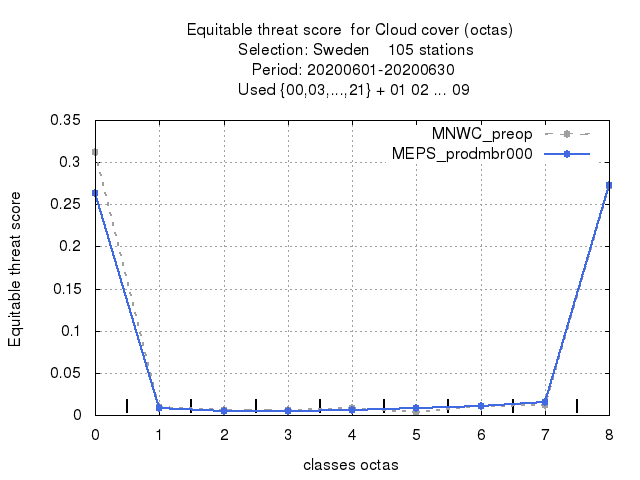 Equitable threat score  for Cloud cover (octas)
Selection: Sweden    105 stations
Period: 20200601-20200630
Used {00,03,...,21} + 01 02 ... 09
MNWC_preop
MEPS_prodmbr000
Equitable threat score
0.35
0.3
0.25
0.2
0.15
0.1
0.05
0
0 1 2 3 4 5 6 7 8
classes octas